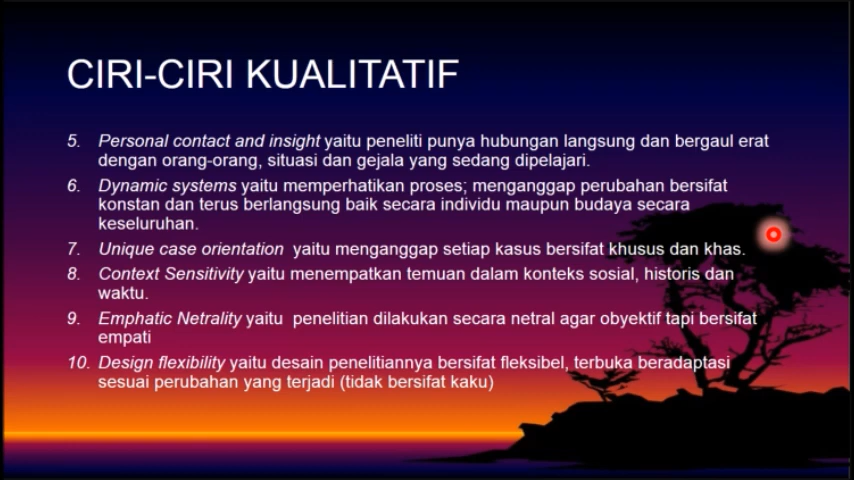 CIRI-CIRI KUALITATIF
5. Personal contact and insight yaitu peneliti punya hubungan langsung dan bergaul erat
dengan orang-orang, situasi dan gejala yang sedang dipelajari.
6. Dynamic systems yaitu memperhatikan proses; menganggap perubahan bersifat
konstan dan terus berlangsung baik secara individu maupun budaya secara
keseluruhan.
7. Unique case orientation yaitu menganggap setiap kasus bersifat khusus dan khas.
8. Context Sensitivity yaitu menempatkan temuan dalam konteks sosial, historis dan
waktu.
9. Emphatic Netrality yaitu penelitian dilakukan secara netral agar obyektif tapi bersifat
empati
10. Design flexibility yaitu desain penelitiannya bersifat fleksibel, terbuka beradaptasi
sesuai perubahan yang terjadi (tidak bersifat kaku)